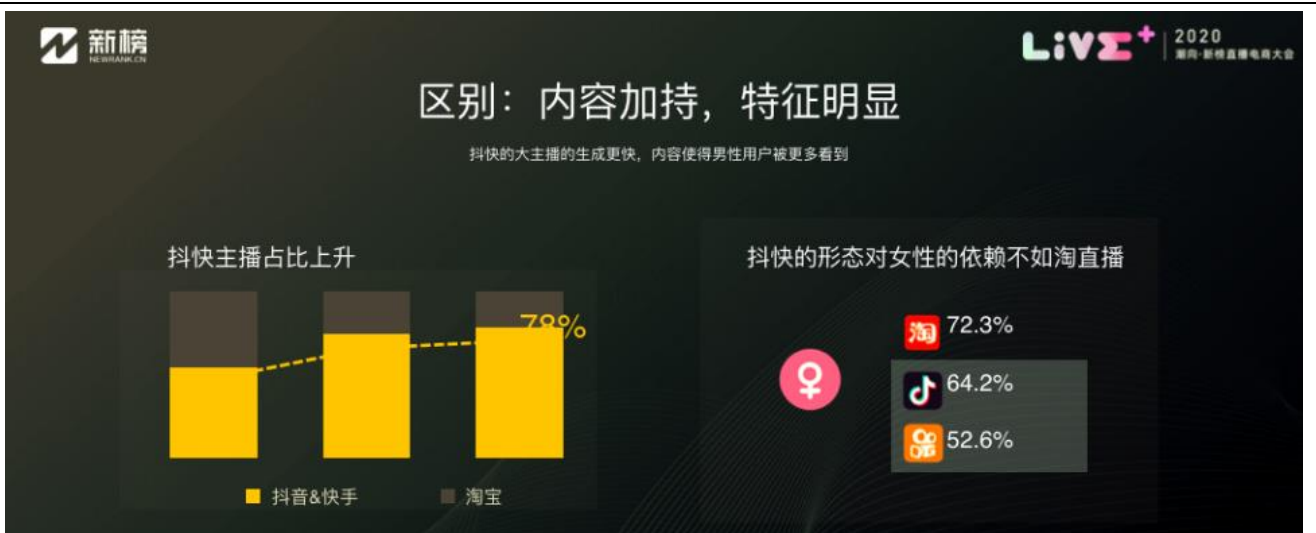 新榜
NEWRANK.CN
LiVE+
2020
潮向·新榜直播电商大会
区别：内容加持，特征明显
抖快的大主播的生成更快，内容使得男性用户被更多看到
抖快主播占比上升
78%
抖音&快手
淘宝
抖快的形态对女性的依赖不如淘直播
淘
72.3%
64.2%
52.6%